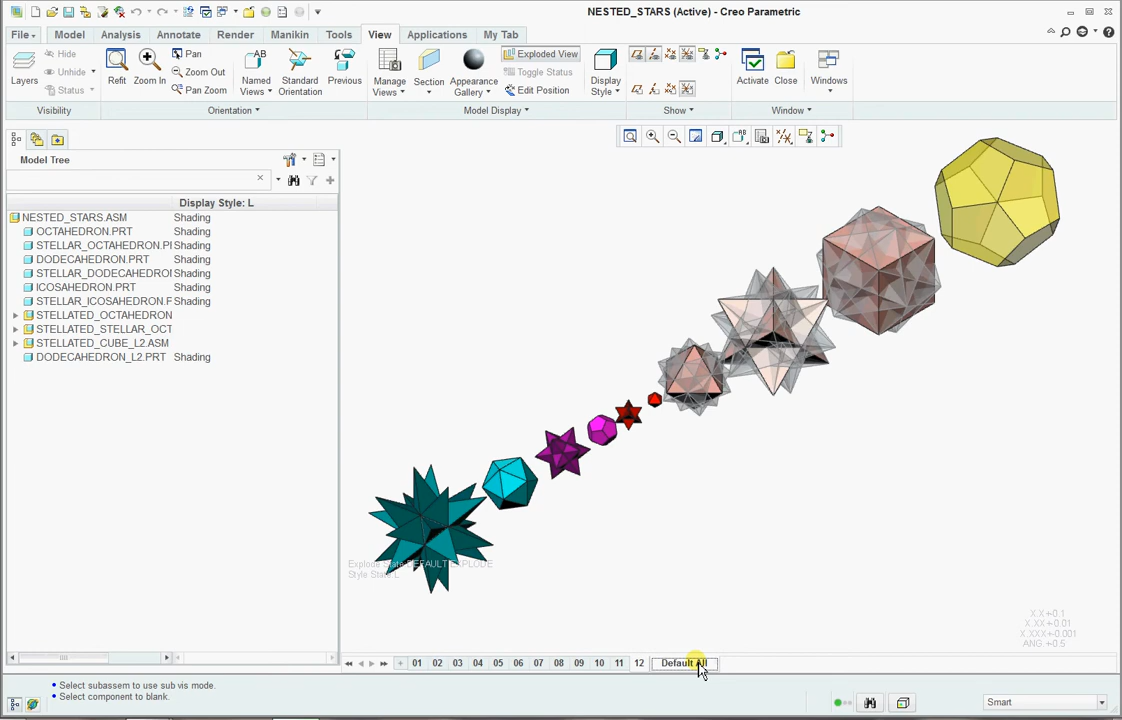 NESTED_STARS (Active) - Creo Parametric
File Model Analysis Annotate Render Manikin Tools View Applications My Tab
Layers Hide Unhide Status
Visibility
Refit Zoom In Pan Zoom Out Pan Zoom Named Views Standard Orientation Previous
Orientation
Manage Views Section Appearance Gallery Exploded View Toggle Status Edit Position Display Style
Model Display
Show
Activate Close Windows
Window
Model Tree
Display Style: L
NESTED_STARS.ASM Shading
OCTAHEDRON.PRT Shading
STELLAR_OCTAHEDRON.P Shading
DODECAHEDRON.PRT Shading
STELLAR_DODECAHEDRO Shading
ICOSAHEDRON.PRT Shading
STELLAR_ICOSAHEDRON. Shading
STELLATED_OCTAHEDRON
STELLATED_STELLAR_OCT
STELLATED_CUBE_L2.ASM
DODECAHEDRON_L2.PRT Shading
Explode State:DEFAULT EXPLODE
Style State:L
X.X+-0.1
X.XX+-0.01
X.XXX+-0.001
ANG.+-0.5
01 02 03 04 05 06 07 08 09 10 11 12 Default All
• Select subassem to use sub vis mode.
• Select component to blank.
Smart